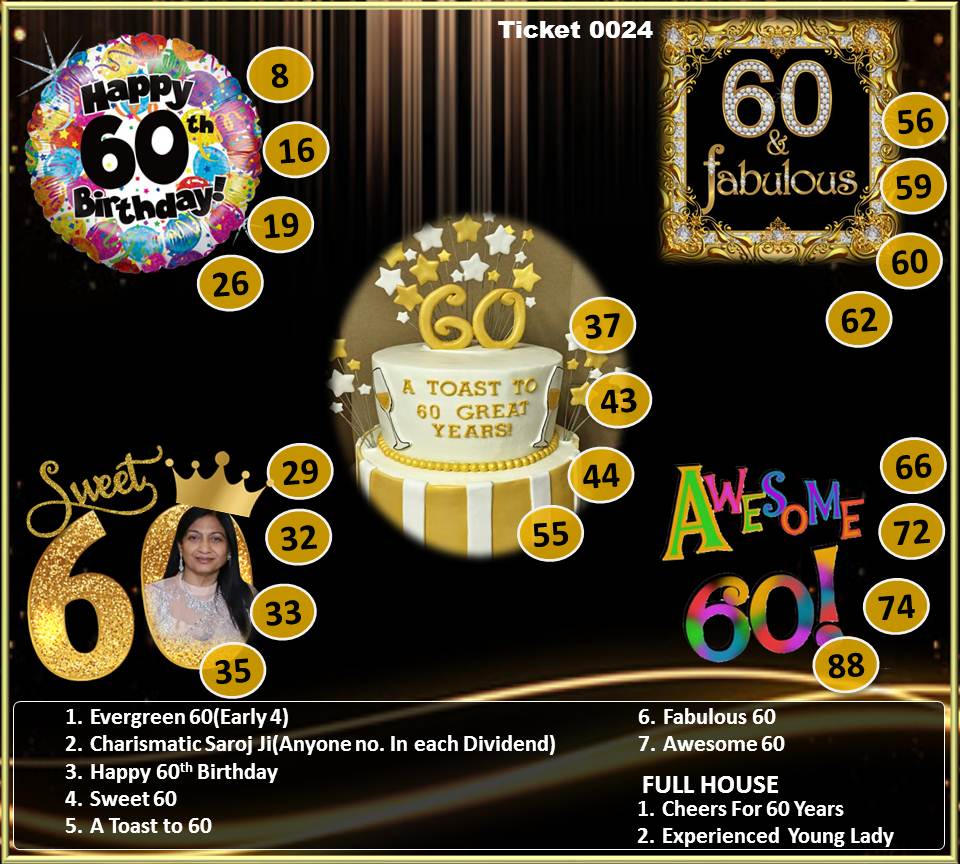 Ticket 0024
Happy
60th
Birthday!
8
16
19
26
60
&
fabulous
56
59
60
62
60
A TOAST TO
60 GREAT
YEARS!
37
43
44
55
Sweet
60
29
32
33
35
AWESOME
60!
66
72
74
88
1. Evergreen 60(Early 4)
2. Charismatic Saroj Ji(Anyone no. In each Dividend)
3. Happy 60th Birthday
4. Sweet 60
5. A Toast to 60
6. Fabulous 60
7. Awesome 60
FULL HOUSE
1. Cheers For 60 Years
2. Experienced Young Lady